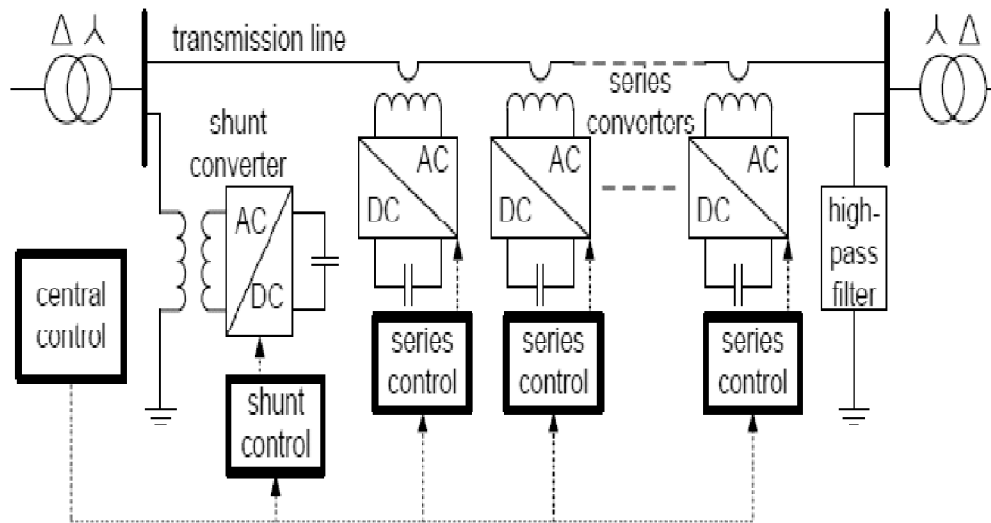 Δ
Δ
transmission line
series
convertors
shunt
converter
AC
DC
AC
DC
AC
DC
AC
DC
high-
pass
filter
central
control
shunt
control
series
control
series
control
series
control